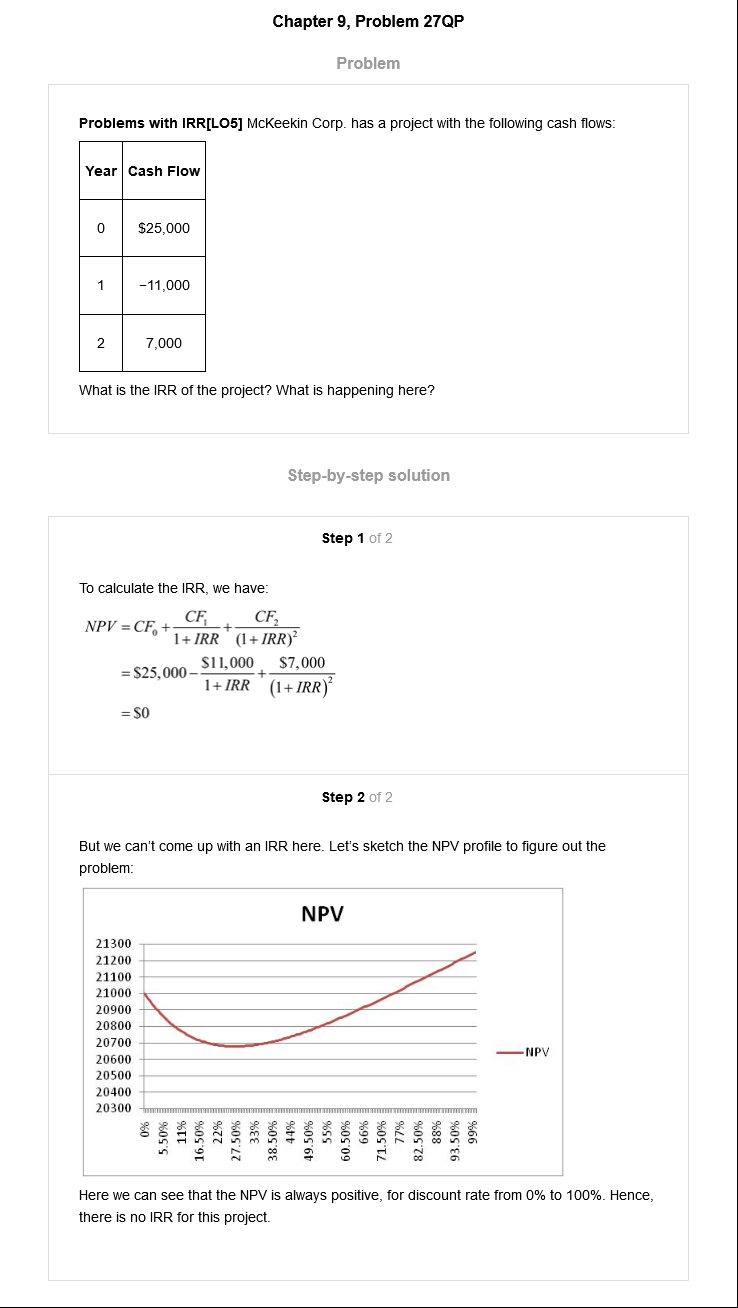 Chapter 9, Problem 27QP
Problem
Problems with IRR[LO5] McKeekin Corp. has a project with the following cash flows:
Year Cash Flow
0 $25,000
1 −11,000
2 7,000
What is the IRR of the project? What is happening here?
Step-by-step solution
Step 1 of 2
To calculate the IRR, we have:
NPV = CF₀ + CF₁/(1 + IRR) + CF₂/(1 + IRR)²
= $25,000 − $11,000/(1 + IRR) + $7,000/(1 + IRR)²
= $0
Step 2 of 2
But we can't come up with an IRR here. Let's sketch the NPV profile to figure out the
problem:
NPV
21300
21200
21100
21000
20900
20800
20700
20600
20500
20400
20300
NPV
0% 5.50% 11% 16.50% 22% 27.50% 33% 38.50% 44% 49.50% 55% 60.50% 66% 71.50% 77% 82.50% 88% 93.50% 99%
Here we can see that the NPV is always positive, for discount rate from 0% to 100%. Hence,
there is no IRR for this project.